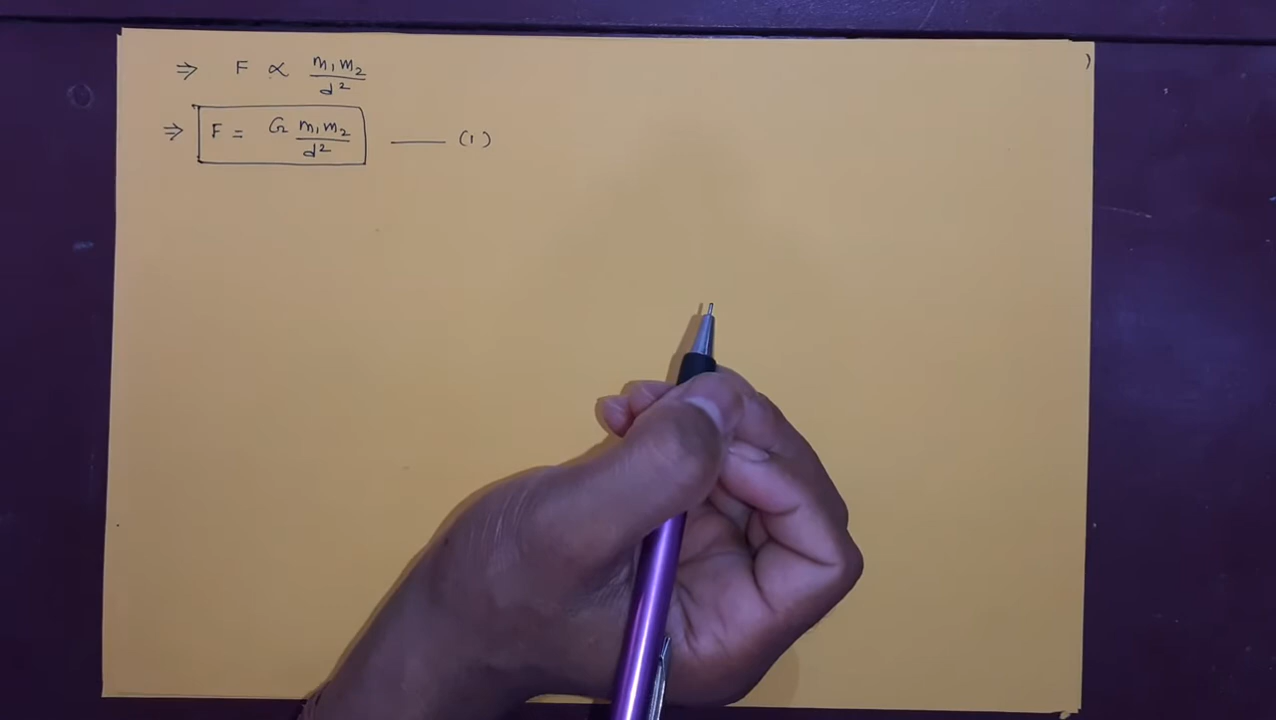 ⇒ F ∝ m₁m₂/d²
⇒ F = G m₁m₂/d² —— (1)
)